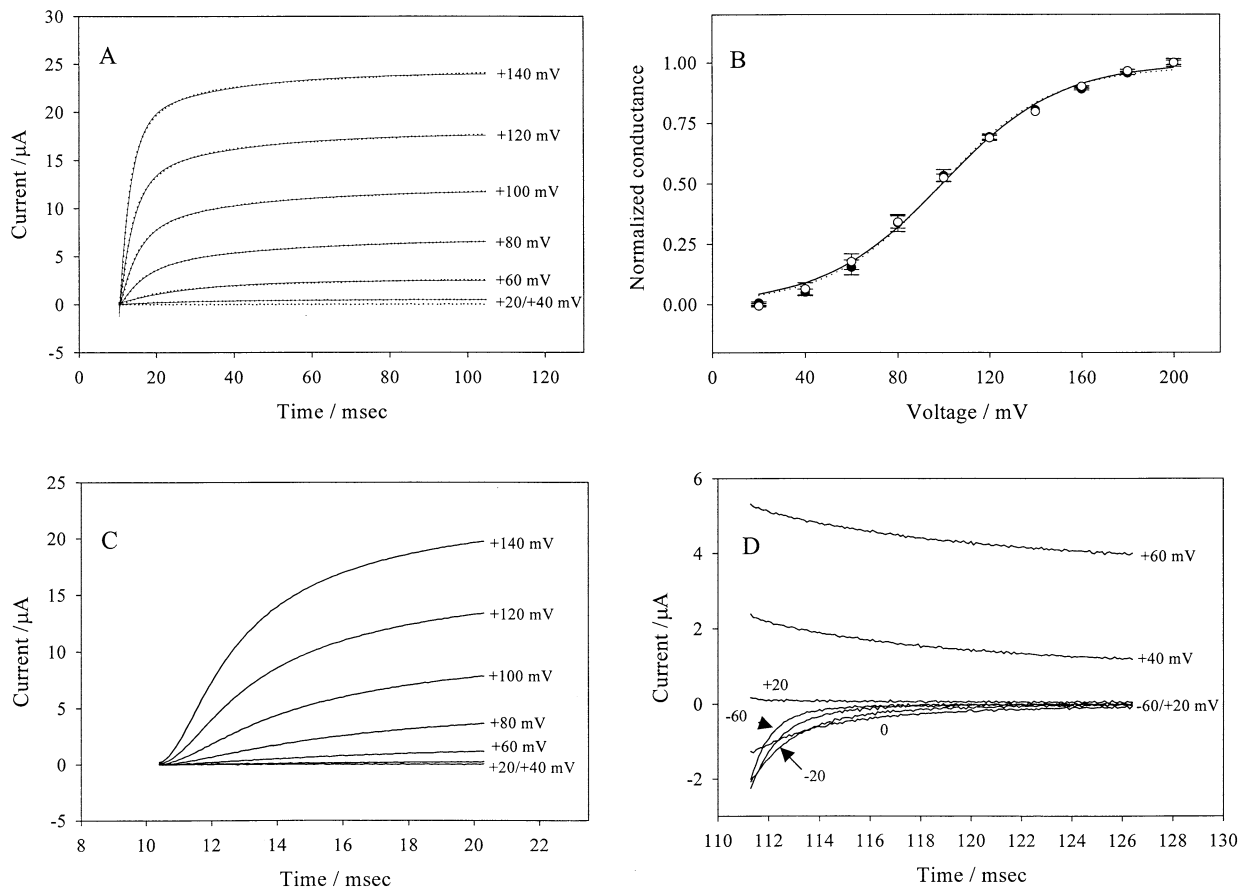 A
30
25
20
15
10
5
0
-5
Current /µA
+140 mV
+120 mV
+100 mV
+80 mV
+60 mV
+20/+40 mV
0 20 40 60 80 100 120
Time / msec
B
1.00
0.75
0.50
0.25
0.00
Normalized conductance
0 40 80 120 160 200
Voltage / mV
C
25
20
15
10
5
0
-5
Current /µA
+140 mV
+120 mV
+100 mV
+80 mV
+60 mV
+20/+40 mV
8 10 12 14 16 18 20 22
Time / msec
D
6
4
2
0
-2
Current /µA
+60 mV
+40 mV
+20
-60/+20 mV
-60
0
-20
110 112 114 116 118 120 122 124 126 128 130
Time / msec